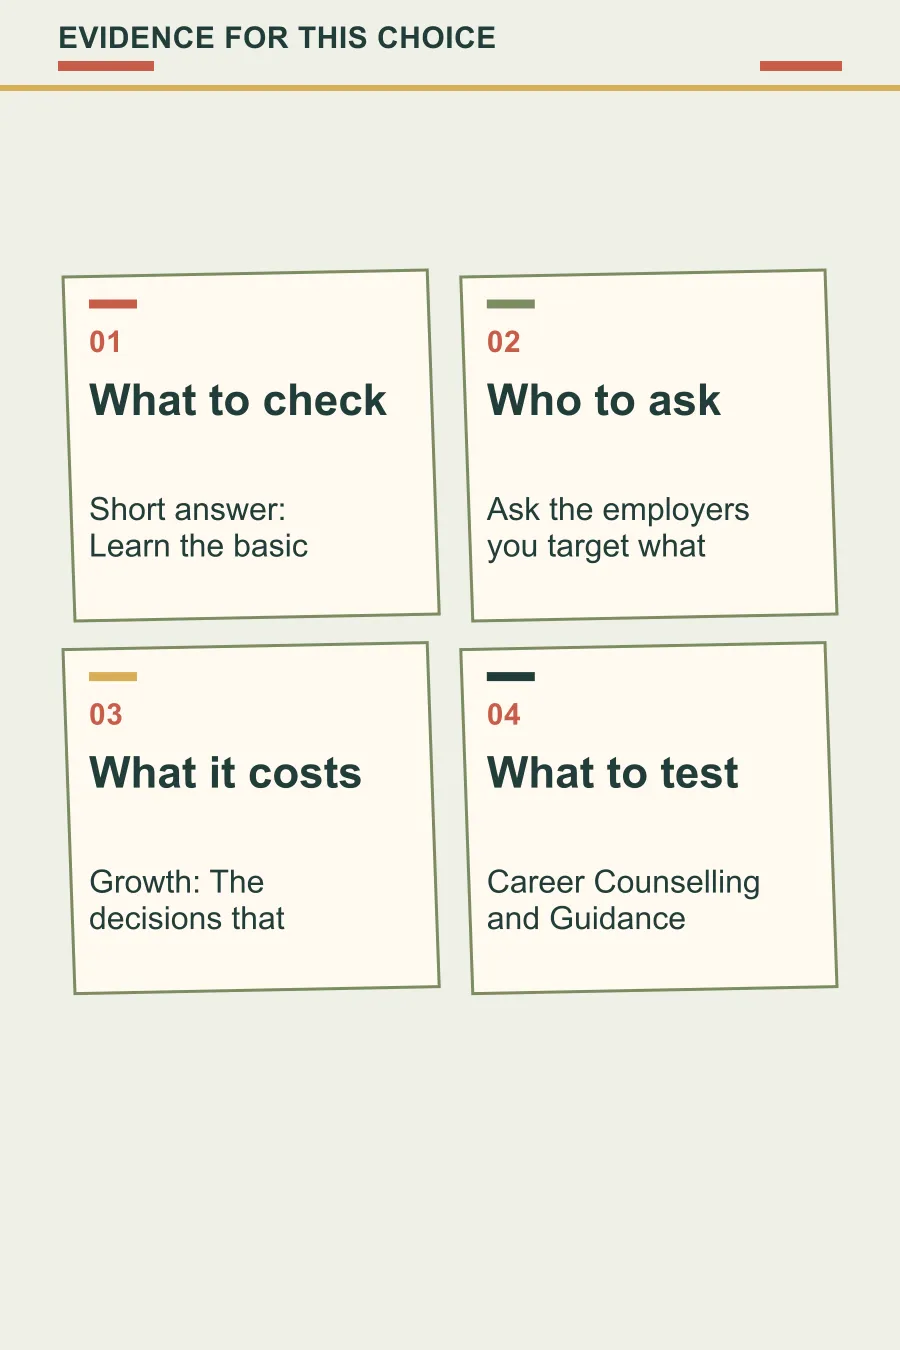 EVIDENCE FOR THIS CHOICE
01
What to check
Short answer:
Learn the basic
02
Who to ask
Ask the employers
you target what
03
What it costs
Growth: The
decisions that
04
What to test
Career Counselling
and Guidance